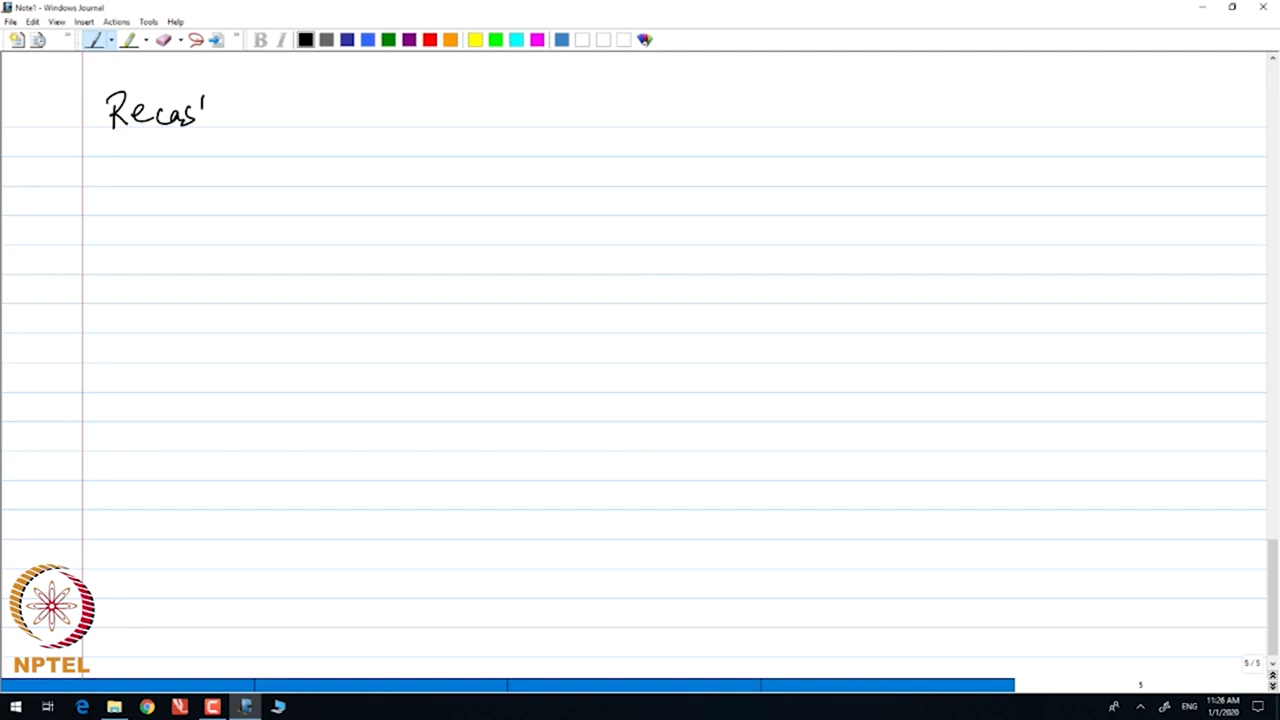 Note1 - Windows Journal
File Edit View Insert Actions Tools Help
B I
Recas'
NPTEL
5 / 5
5
ENG
11:26 AM
1/1/2020